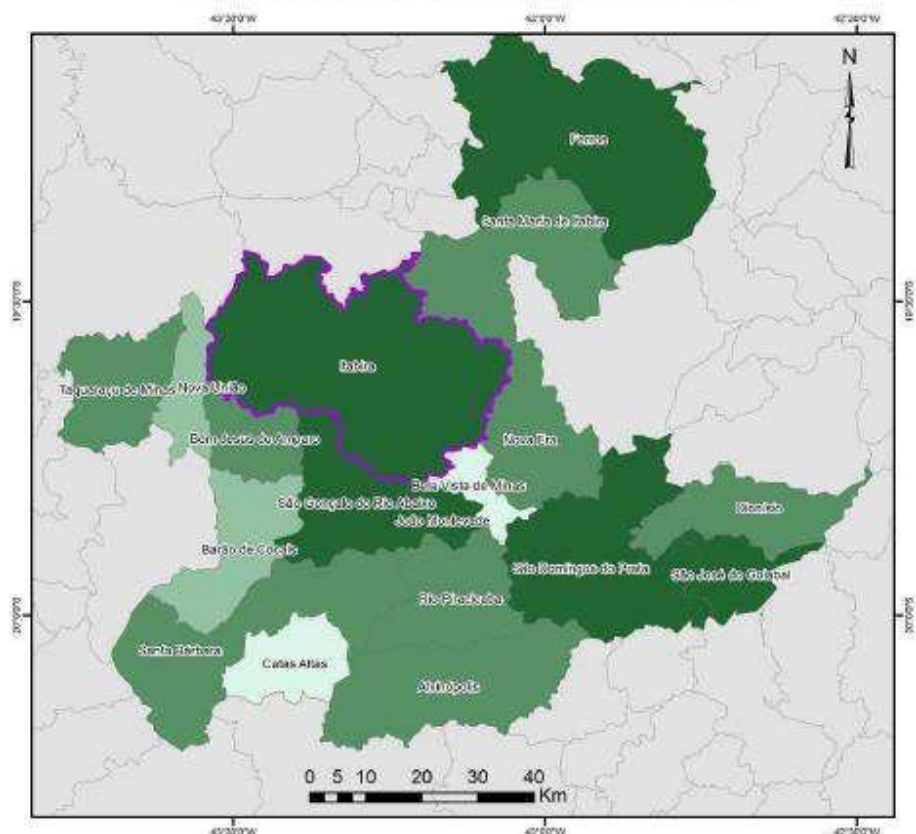 N
Ferros
Santa Maria de Itabira
Itabira
Taquaraçu de Minas
Nova União
Bom Jesus do Amparo
Nova Era
Bela Vista de Minas
São Gonçalo do Rio Abaixo
João Monlevade
Dionísio
Barão de Cocais
São Domingos do Prata
São José do Goiabal
Rio Piracicaba
Santa Bárbara
Catas Altas
Alvinópolis
0 5 10 20 30 40
Km